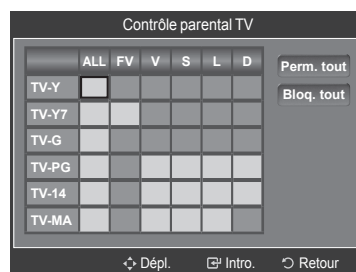 Contrôle parental TV
ALL FV V S L D
Perm. tout
Bloq. tout
TV-Y
TV-Y7
TV-G
TV-PG
TV-14
TV-MA
Dépl. Intro. Retour